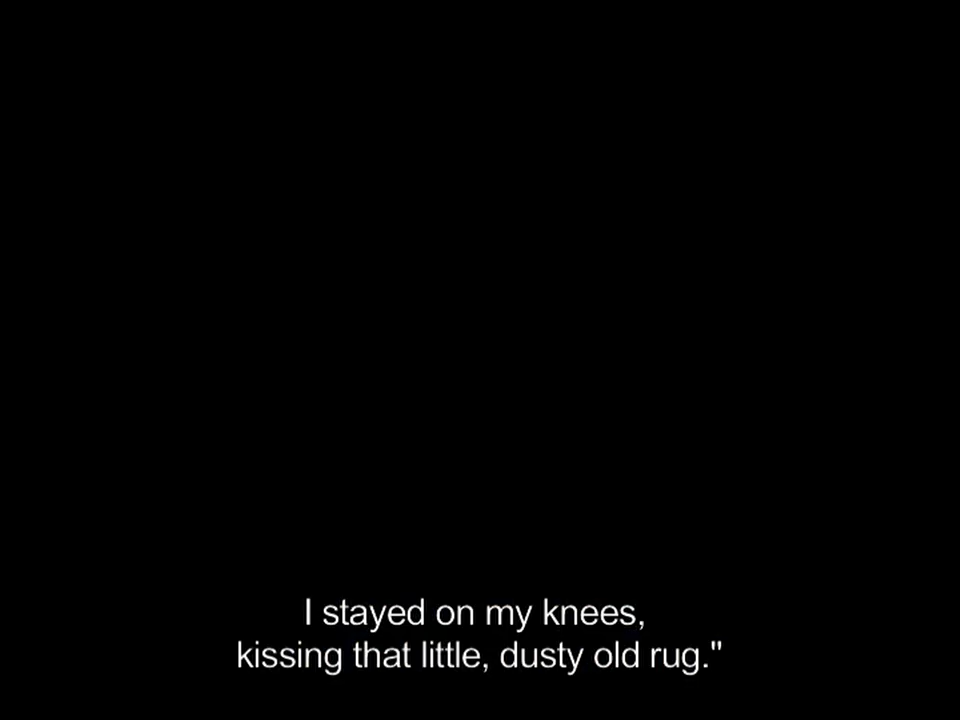 I stayed on my knees,
kissing that little, dusty old rug."